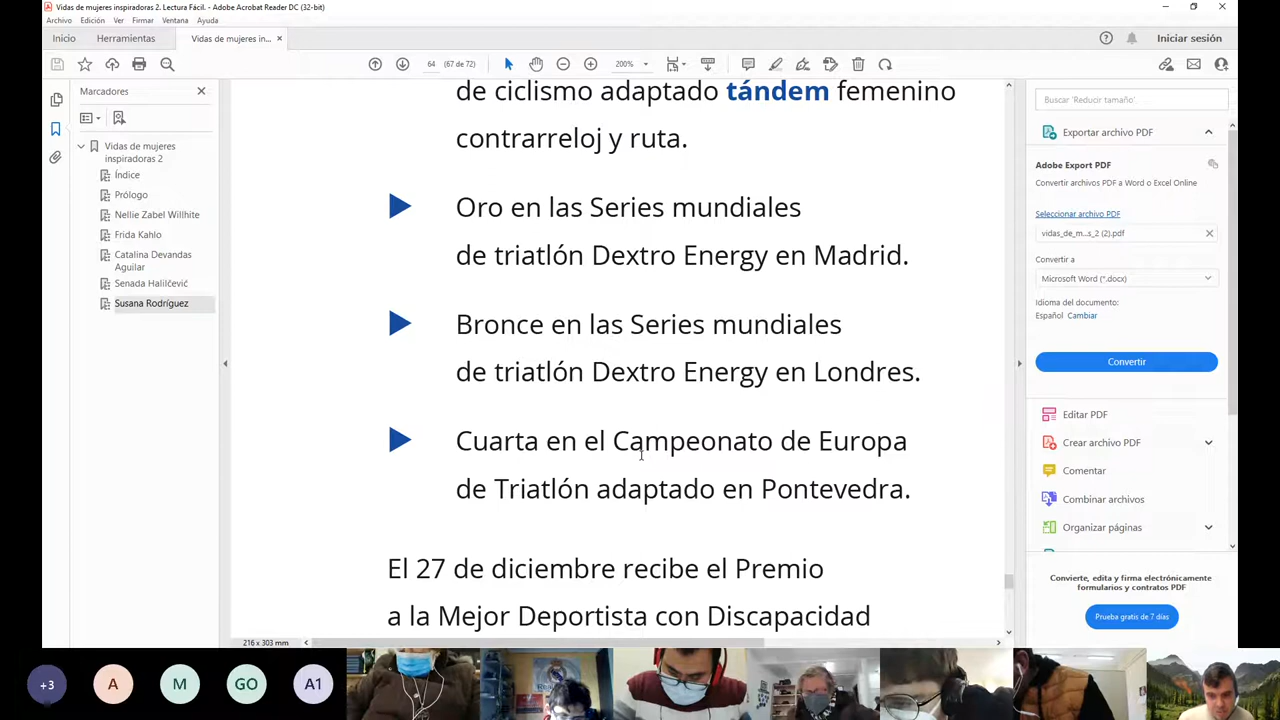 Vidas de mujeres inspiradoras 2. Lectura Fácil. - Adobe Acrobat Reader DC (32-bit)
Archivo Edición Ver Firmar Ventana Ayuda
Inicio Herramientas Vidas de mujeres in... × Iniciar sesión
64 (67 de 72) 200%
Marcadores
Vidas de mujeres
inspiradoras 2
Índice
Prólogo
Nellie Zabel Willhite
Frida Kahlo
Catalina Devandas
Aguilar
Senada Halilčević
Susana Rodríguez
de ciclismo adaptado tándem femenino
contrarreloj y ruta.
Oro en las Series mundiales
de triatlón Dextro Energy en Madrid.
Bronce en las Series mundiales
de triatlón Dextro Energy en Londres.
Cuarta en el Campeonato de Europa
de Triatlón adaptado en Pontevedra.
El 27 de diciembre recibe el Premio
a la Mejor Deportista con Discapacidad
216 x 303 mm
Buscar 'Reducir tamaño'.
Exportar archivo PDF
Adobe Export PDF
Convertir archivos PDF a Word o Excel Online
Seleccionar archivo PDF
vidas_de_m...s_2 (2).pdf
Convertir a
Microsoft Word (*.docx)
Idioma del documento:
Español Cambiar
Convertir
Editar PDF
Crear archivo PDF
Comentar
Combinar archivos
Organizar páginas
Convierte, edita y firma electrónicamente
formularios y contratos PDF
Prueba gratis de 7 días
+3 A M GO A1